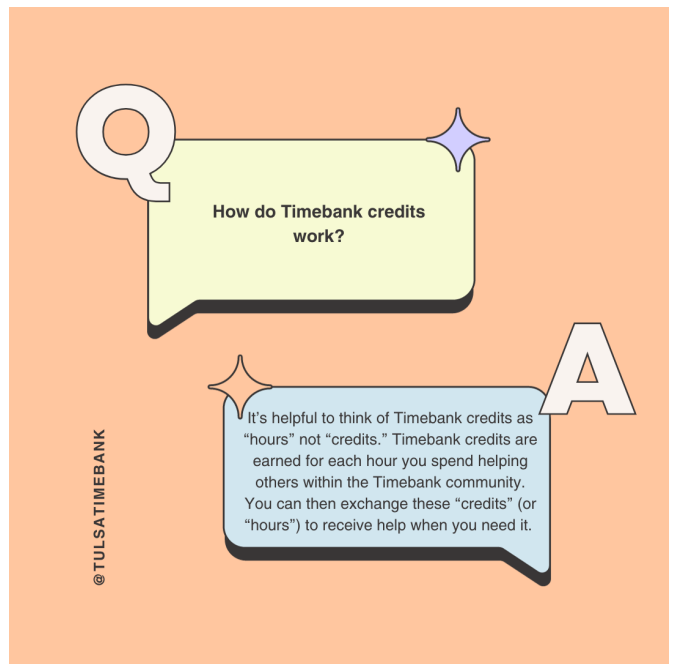 Q
How do Timebank credits
work?
A
It’s helpful to think of Timebank credits as
“hours” not “credits.” Timebank credits are
earned for each hour you spend helping
others within the Timebank community.
You can then exchange these “credits” (or
“hours”) to receive help when you need it.
@TULSATIMEBANK